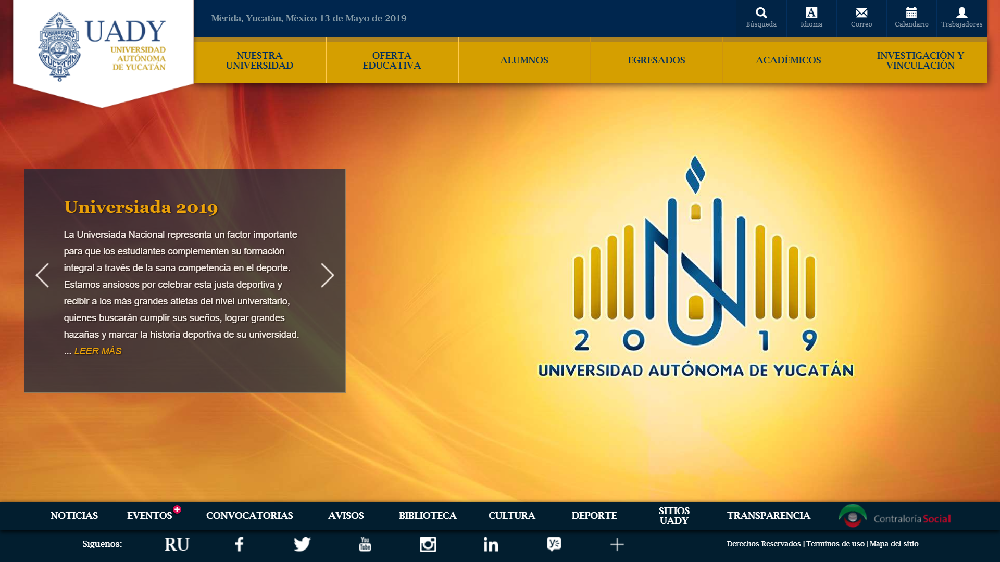 UADY
UNIVERSIDAD
AUTÓNOMA
DE YUCATÁN
Mérida, Yucatán, México 13 de Mayo de 2019
Búsqueda
Idioma
Correo
Calendario
Trabajadores
NUESTRA
UNIVERSIDAD
OFERTA
EDUCATIVA
ALUMNOS
EGRESADOS
ACADÉMICOS
INVESTIGACIÓN Y
VINCULACIÓN
Universiada 2019
La Universiada Nacional representa un factor importante
para que los estudiantes complementen su formación
integral a través de la sana competencia en el deporte.
Estamos ansiosos por celebrar esta justa deportiva y
recibir a los más grandes atletas del nivel universitario,
quienes buscarán cumplir sus sueños, lograr grandes
hazañas y marcar la historia deportiva de su universidad.
... LEER MÁS
2019
UNIVERSIDAD AUTÓNOMA DE YUCATÁN
NOTICIAS
EVENTOS
CONVOCATORIAS
AVISOS
BIBLIOTECA
CULTURA
DEPORTE
SITIOS
UADY
TRANSPARENCIA
Contraloría Social
Siguenos:
RU
You
Tube
Derechos Reservados | Terminos de uso | Mapa del sitio